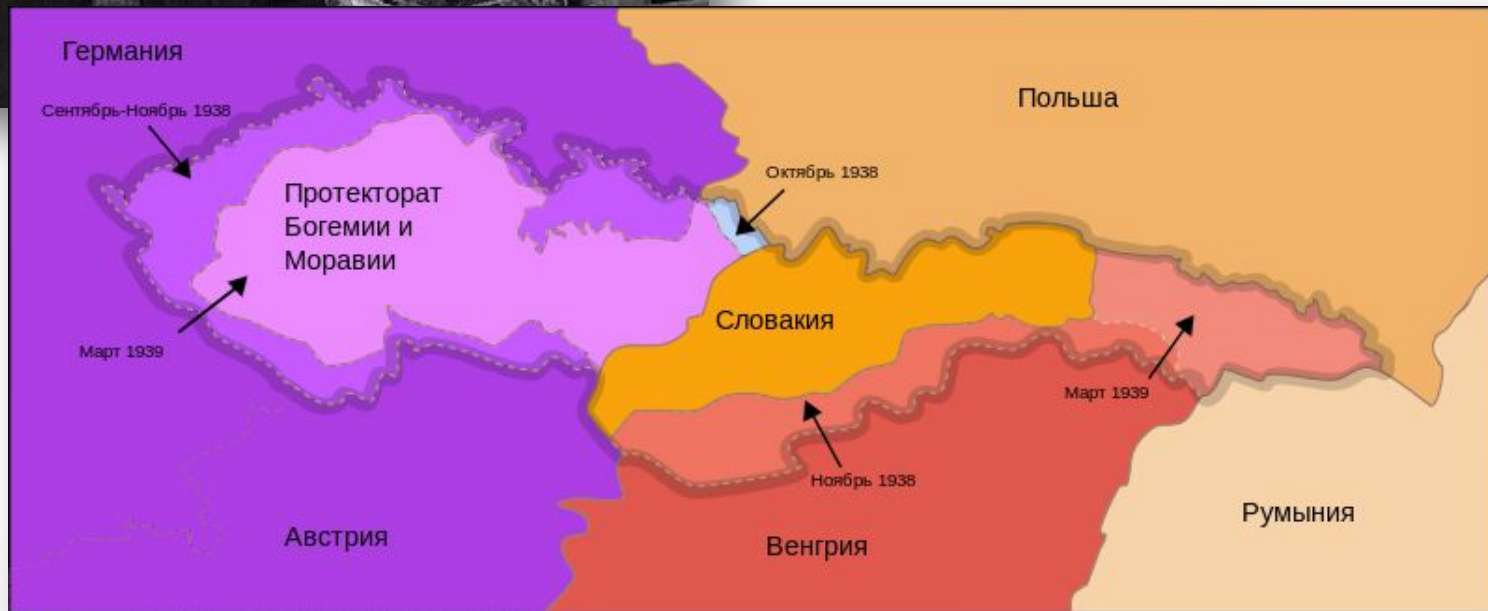 Германия
Сентябрь-Ноябрь 1938
Польша
Октябрь 1938
Протекторат
Богемии и
Моравии
Словакия
Март 1939
Март 1939
Ноябрь 1938
Австрия
Венгрия
Румыния